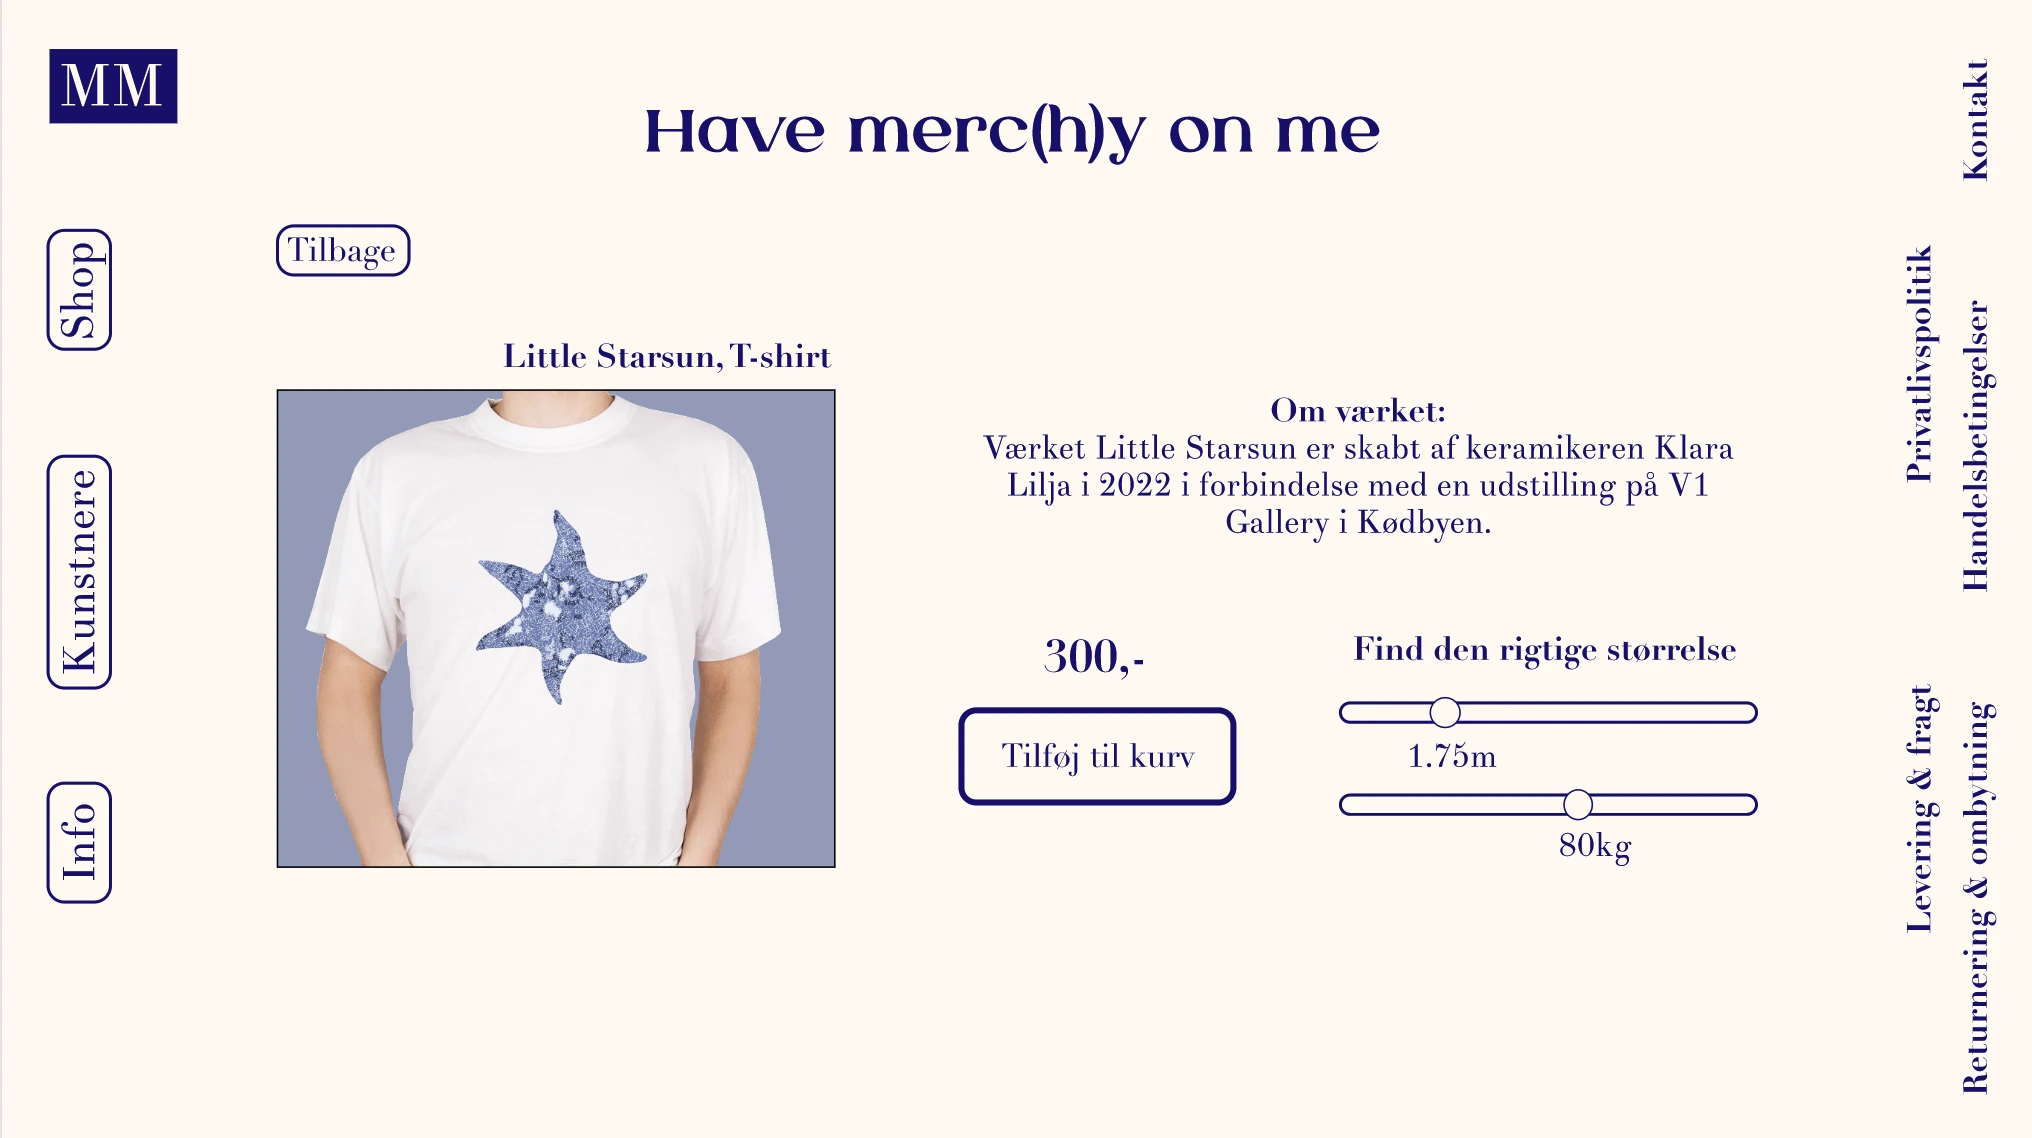 MM
Have merc(h)y on me
Shop
Kunstnere
Info
Tilbage
Little Starsun, T-shirt
Om værket:
Værket Little Starsun er skabt af keramikeren Klara
Lilja i 2022 i forbindelse med en udstilling på V1
Gallery i Kødbyen.
300,-
Tilføj til kurv
Find den rigtige størrelse
1.75m
80kg
Kontakt
Privatlivspolitik
Handelsbetingelser
Levering & fragt
Returnering & ombytning